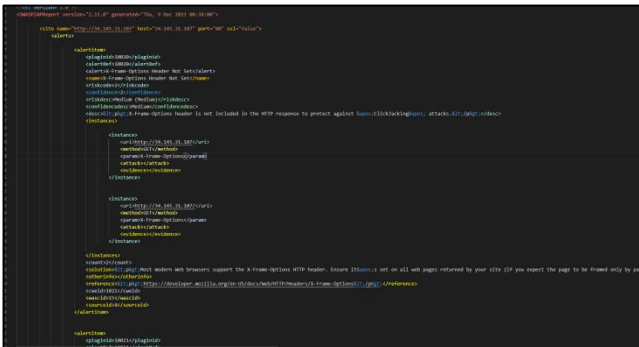 <?xml version="1.0"?>
<OWASPZAPReport version="2.11.0" generated="Thu, 9 Dec 2021 00:18:00">
<site name="http://34.145.31.107" host="34.145.31.107" port="80" ssl="false">
<alerts>
<alertitem>
<pluginid>10020</pluginid>
<alertRef>10020</alertRef>
<alert>X-Frame-Options Header Not Set</alert>
<name>X-Frame-Options Header Not Set</name>
<riskcode>2</riskcode>
<confidence>2</confidence>
<riskdesc>Medium (Medium)</riskdesc>
<confidencedesc>Medium</confidencedesc>
<desc>&lt;p&gt;X-Frame-Options header is not included in the HTTP response to protect against &apos;ClickJacking&apos; attacks.&lt;/p&gt;</desc>
<instances>
<instance>
<uri>http://34.145.31.107</uri>
<method>GET</method>
<param>X-Frame-Options</param>
<attack></attack>
<evidence></evidence>
</instance>
<instance>
<uri>http://34.145.31.107/</uri>
<method>GET</method>
<param>X-Frame-Options</param>
<attack></attack>
<evidence></evidence>
</instance>
</instances>
<count>2</count>
<solution>&lt;p&gt;Most modern Web browsers support the X-Frame-Options HTTP header. Ensure it&apos;s set on all web pages returned by your site (if you expect the page to be framed only by
<otherinfo></otherinfo>
<reference>&lt;p&gt;https://developer.mozilla.org/en-US/docs/Web/HTTP/Headers/X-Frame-Options&lt;/p&gt;</reference>
<cweid>1021</cweid>
<wascid>15</wascid>
<sourceid>8</sourceid>
</alertitem>
<alertitem>
<pluginid>10021</pluginid>